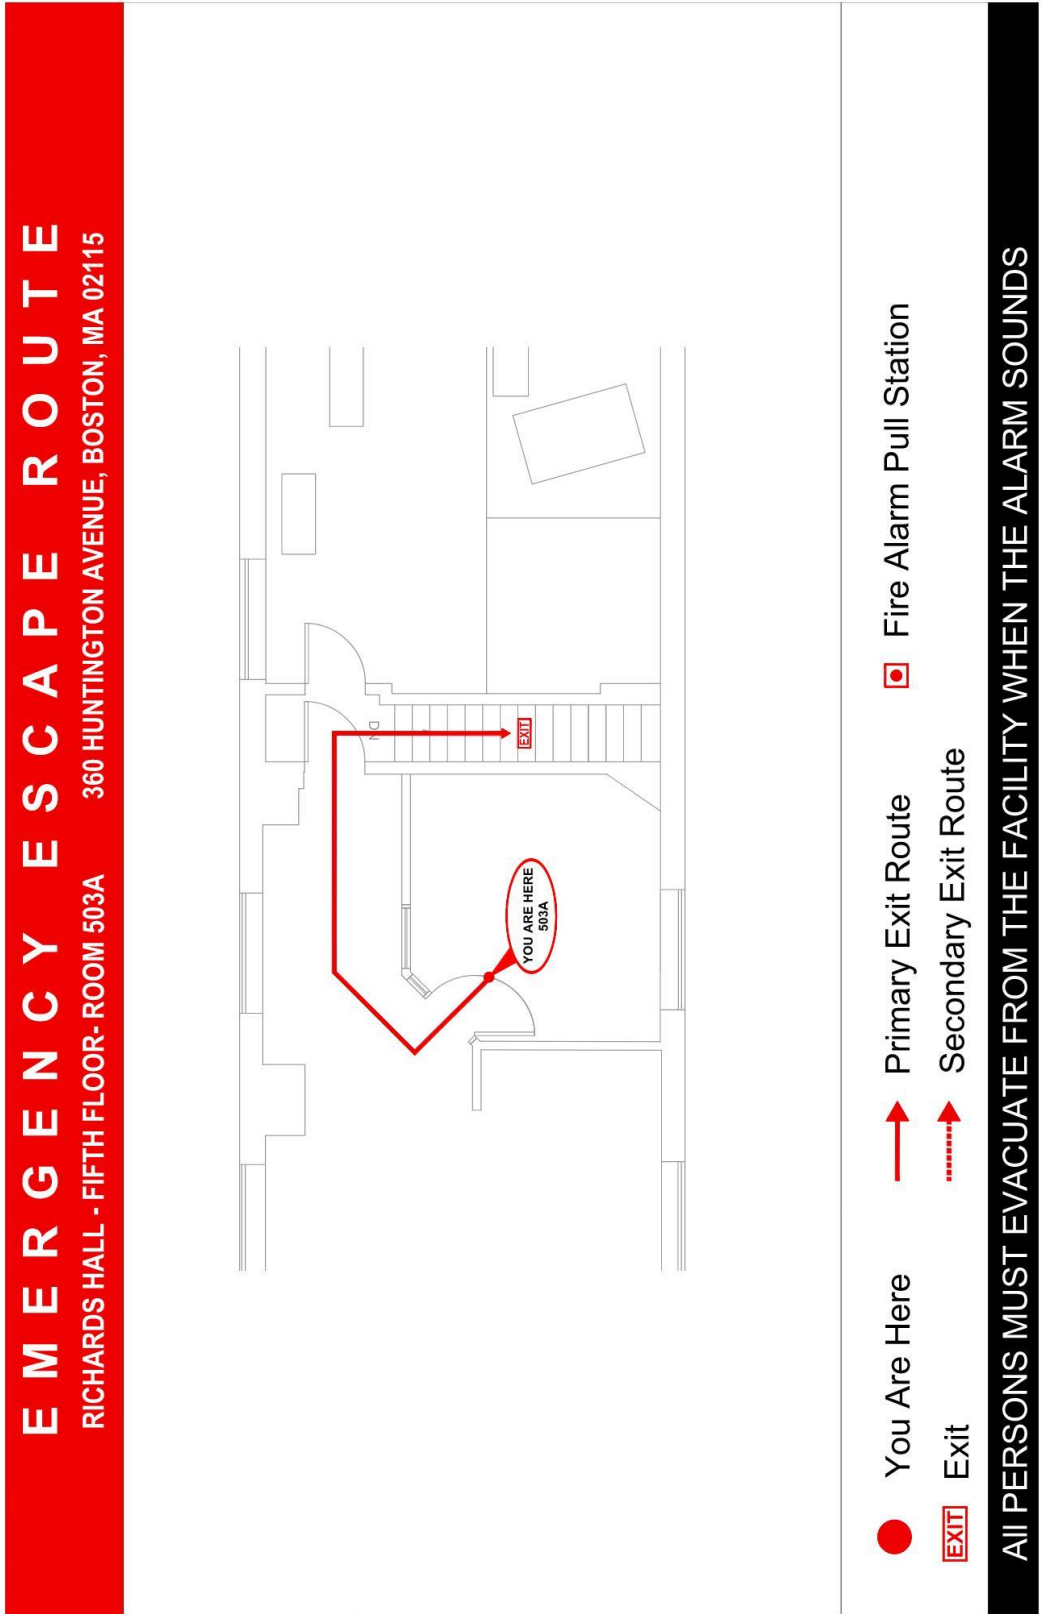 EMERGENCY ESCAPE ROUTE
RICHARDS HALL - FIFTH FLOOR- ROOM 503A 360 HUNTINGTON AVENUE, BOSTON, MA 02115
DN
EXIT
YOU ARE HERE
503A
You Are Here
Primary Exit Route
Fire Alarm Pull Station
EXIT Exit
Secondary Exit Route
All PERSONS MUST EVACUATE FROM THE FACILITY WHEN THE ALARM SOUNDS